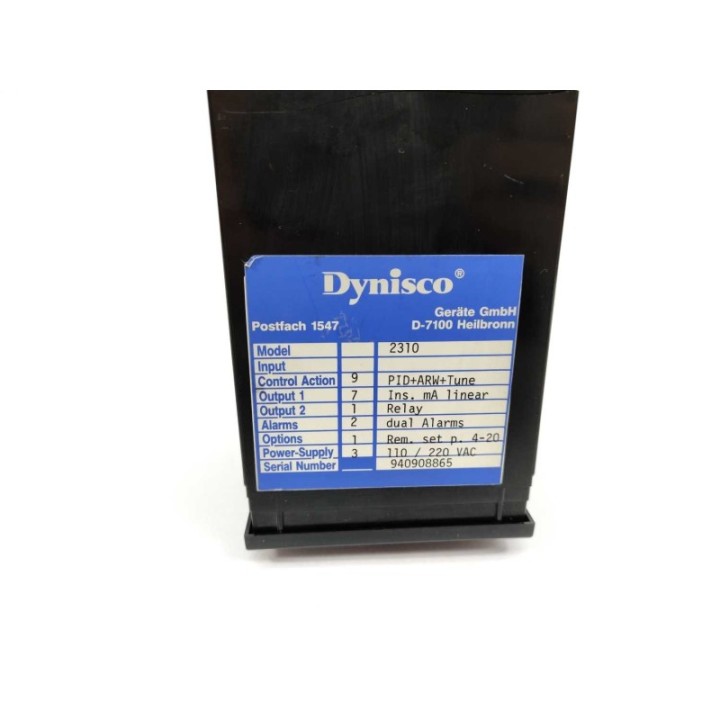 Dynisco®
Geräte GmbH
Postfach 1547 D-7100 Heilbronn
Model 2310
Input
Control Action 9 PID+ARW+Tune
Output 1 7 Ins. mA linear
Output 2 1 Relay
Alarms 2 dual Alarms
Options 1 Rem. set p. 4-20
Power-Supply 3 110 / 220 VAC
Serial Number 940908865